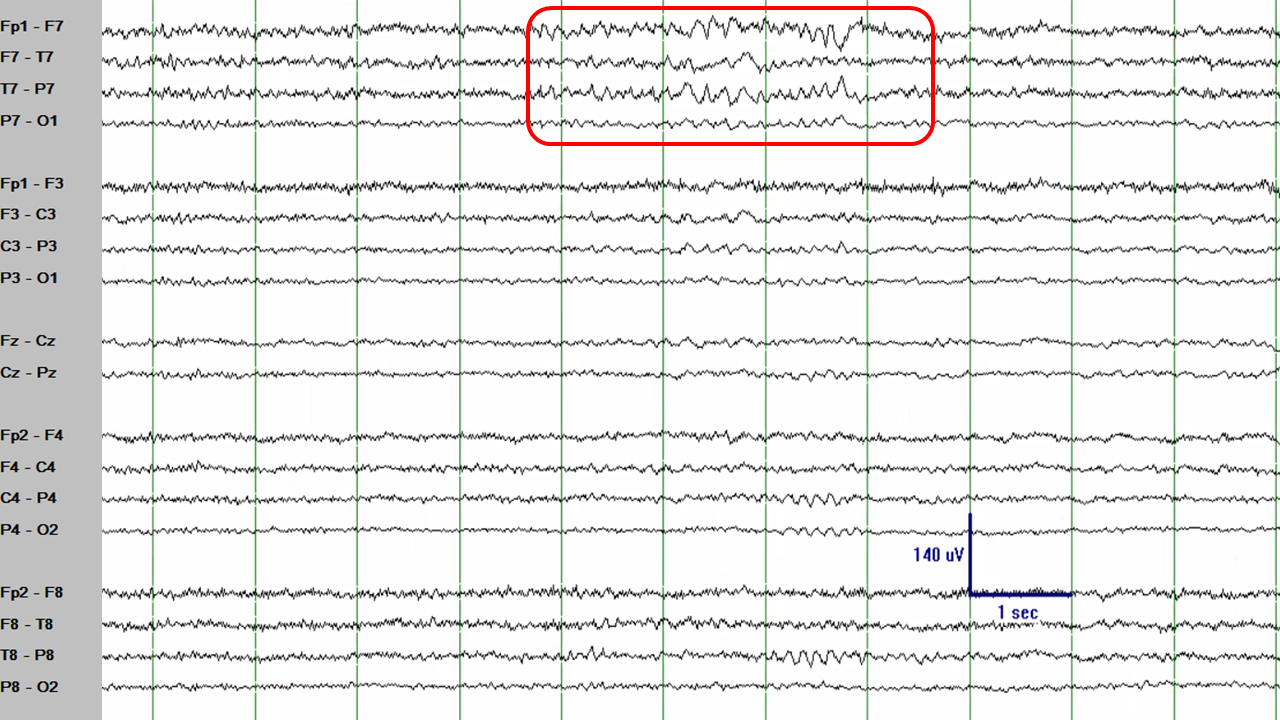 Fp1 - F7
F7 - T7
T7 - P7
P7 - O1
Fp1 - F3
F3 - C3
C3 - P3
P3 - O1
Fz - Cz
Cz - Pz
Fp2 - F4
F4 - C4
C4 - P4
P4 - O2
140 uV
Fp2 - F8
1 sec
F8 - T8
T8 - P8
P8 - O2